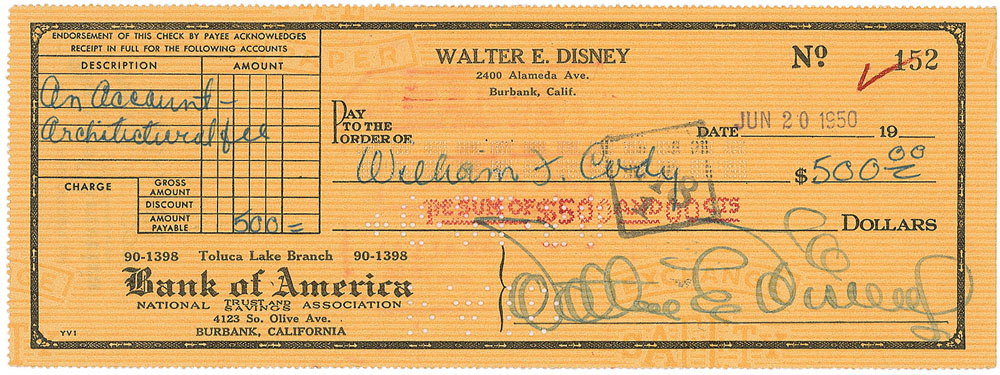 ENDORSEMENT OF THIS CHECK BY PAYEE ACKNOWLEDGES
RECEIPT IN FULL FOR THE FOLLOWING ACCOUNTS
DESCRIPTION AMOUNT
An Account -
Architectural fee
CHARGE
GROSS AMOUNT
DISCOUNT
AMOUNT PAYABLE 500=
WALTER E. DISNEY
2400 Alameda Ave.
Burbank, Calif.
No. 152
DATE JUN 20 1950 19
PAY TO THE ORDER OF William F. Cody $500 00
THE SUM OF $500 AND 00 CTS DOLLARS
90-1398 Toluca Lake Branch 90-1398
Bank of America
NATIONAL TRUST AND SAVINGS ASSOCIATION
4123 So. Olive Ave.
BURBANK, CALIFORNIA
YV1
Walt E Disney